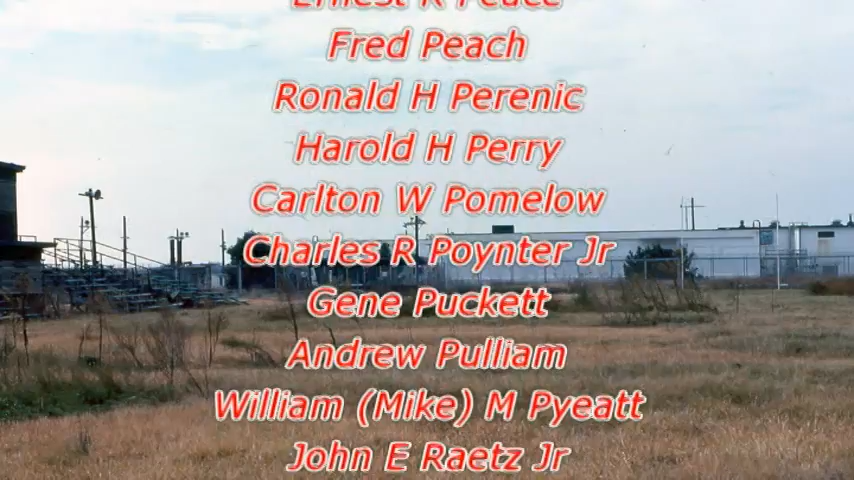 Fred Peach
Ronald H Perenic
Harold H Perry
Carlton W Pomelow
Charles R Poynter Jr
Gene Puckett
Andrew Pulliam
William (Mike) M Pyeatt
John E Raetz Jr